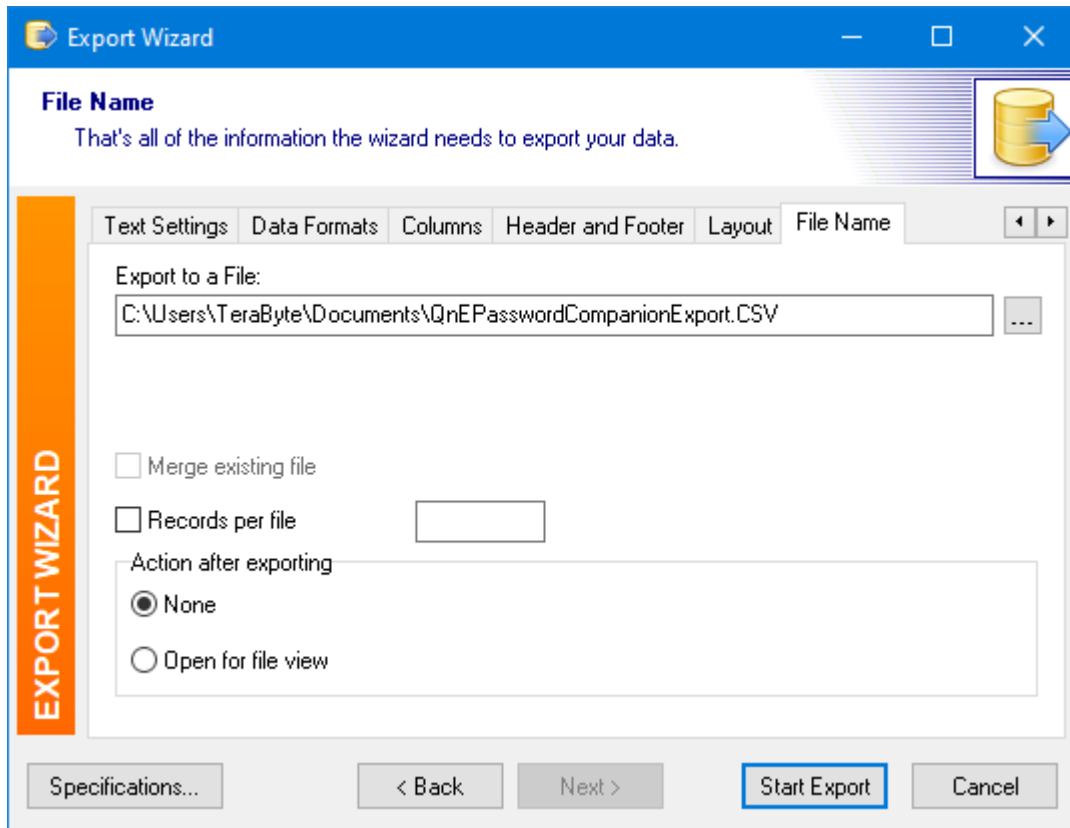 Export Wizard
File Name
That's all of the information the wizard needs to export your data.
Text Settings Data Formats Columns Header and Footer Layout File Name
Export to a File:
C:\Users\TeraByte\Documents\QnEPasswordCompanionExport.CSV
...
Merge existing file
Records per file
Action after exporting
None
Open for file view
EXPORT WIZARD
Specifications... < Back Next > Start Export Cancel